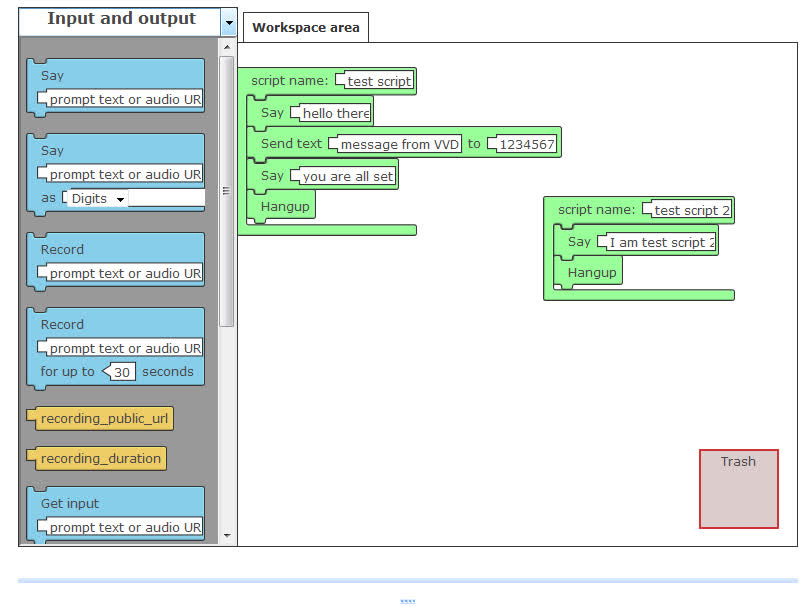 Input and output
Workspace area
Say
prompt text or audio UR
Say
prompt text or audio UR
as Digits
Record
prompt text or audio UR
Record
prompt text or audio UR
for up to 30 seconds
recording_public_url
recording_duration
Get input
prompt text or audio UR
script name: test script
Say hello there
Send text message from VVD to 1234567
Say you are all set
Hangup
script name: test script 2
Say I am test script 2
Hangup
Trash